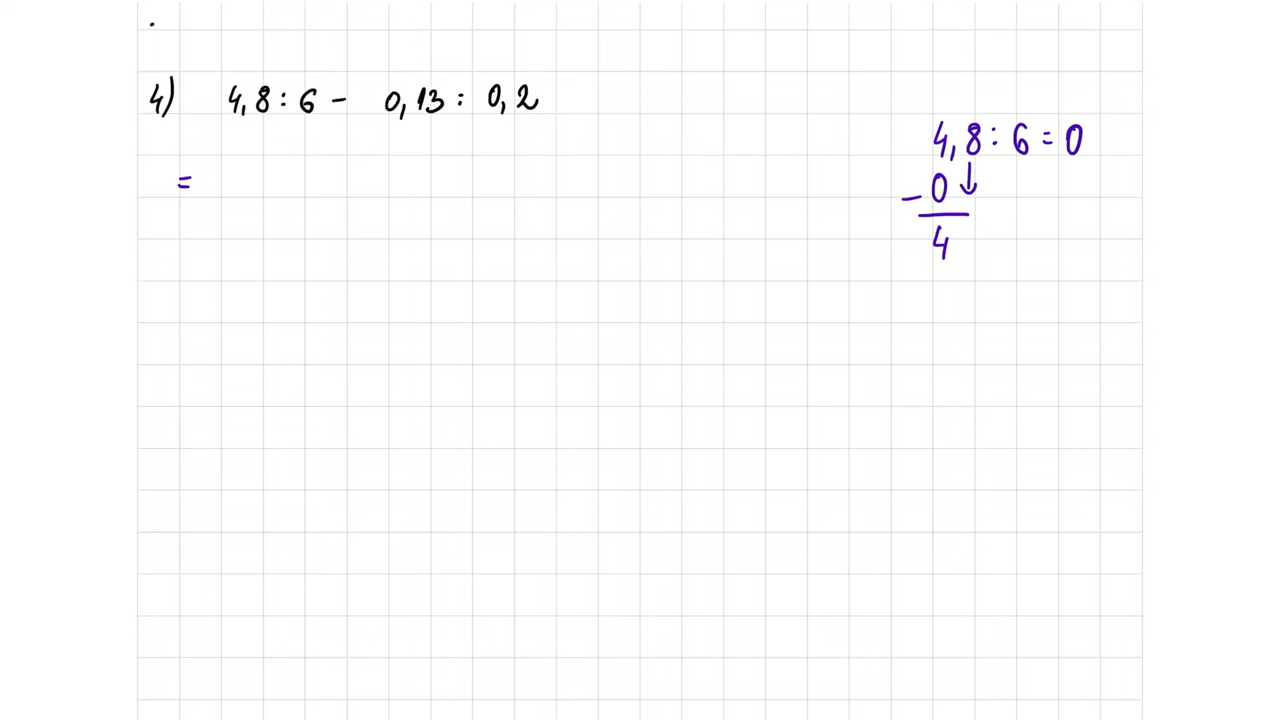 4) 4,8 : 6 - 0,13 : 0,2
=
4,8 : 6 = 0
- 0 ↓
4